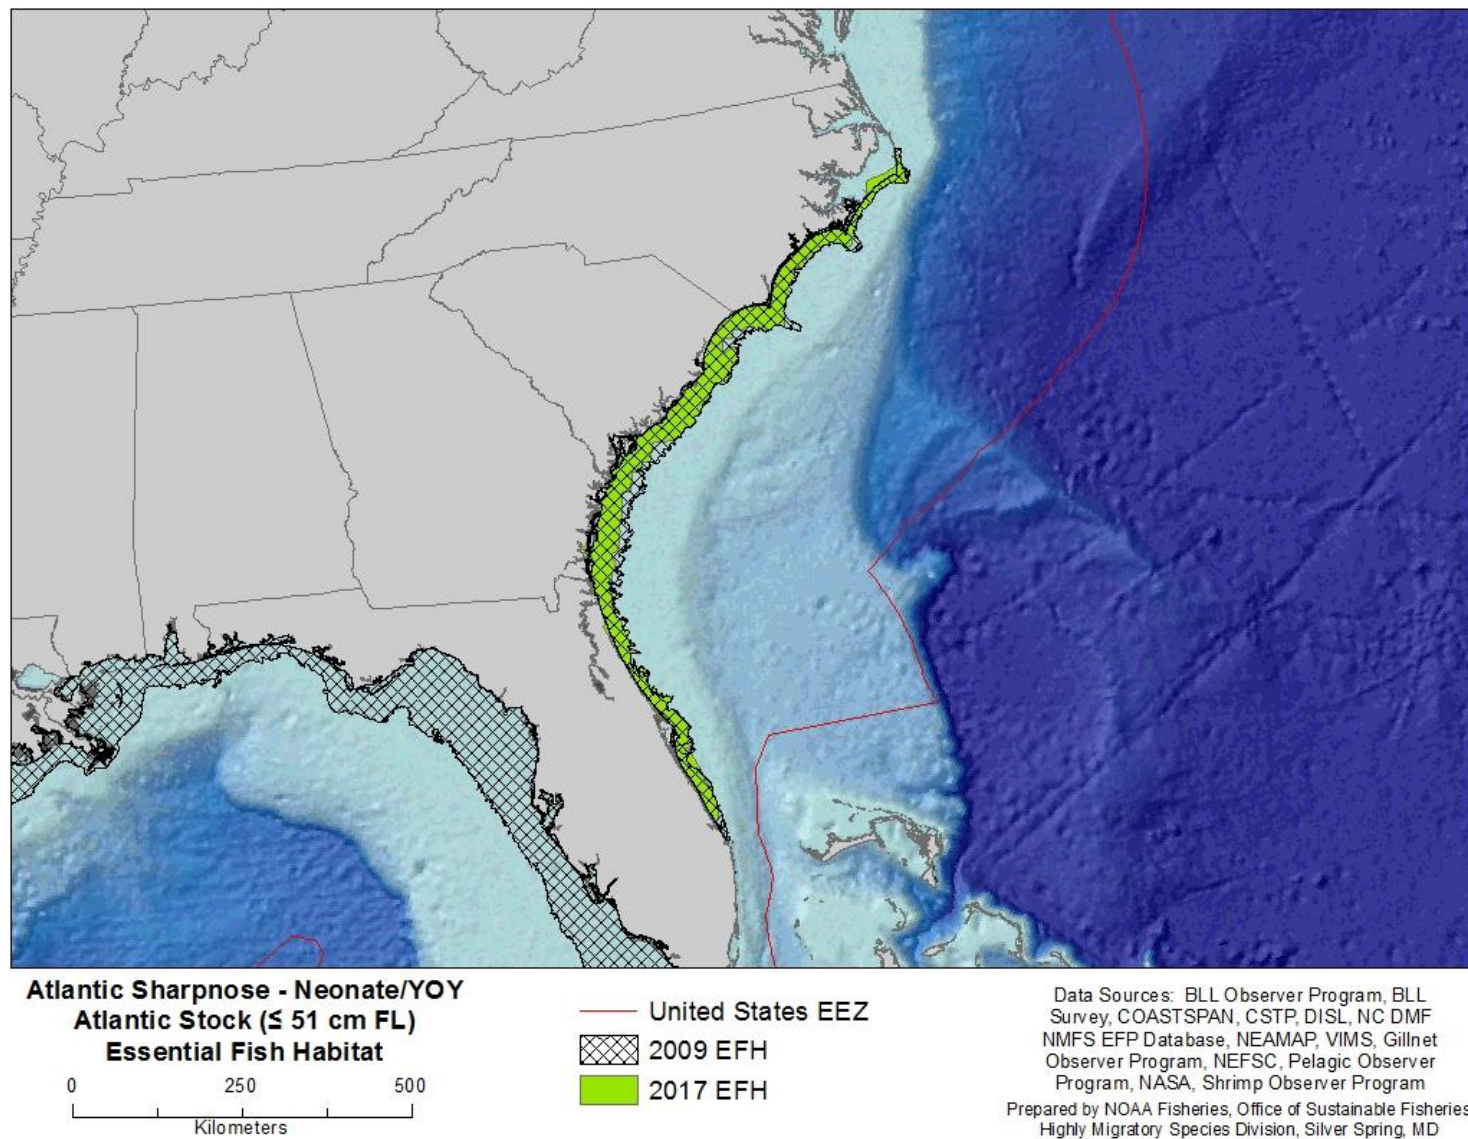 Atlantic Sharpnose - Neonate/YOY
Atlantic Stock (≤ 51 cm FL)
Essential Fish Habitat
0 250 500
Kilometers
United States EEZ
2009 EFH
2017 EFH
Data Sources: BLL Observer Program, BLL
Survey, COASTSPAN, CSTP, DISL, NC DMF
NMFS EFP Database, NEAMAP, VIMS, Gillnet
Observer Program, NEFSC, Pelagic Observer
Program, NASA, Shrimp Observer Program
Prepared by NOAA Fisheries, Office of Sustainable Fisheries
Highly Migratory Species Division, Silver Spring, MD